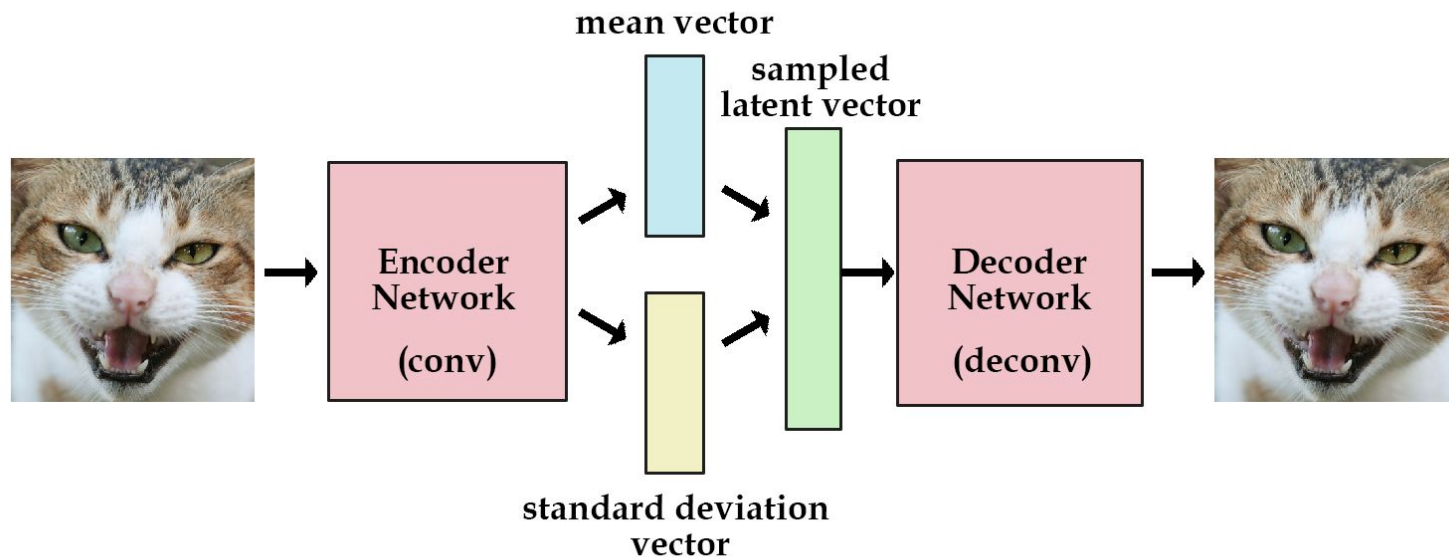 mean vector
sampled
latent vector
Encoder
Network
(conv)
Decoder
Network
(deconv)
standard deviation
vector